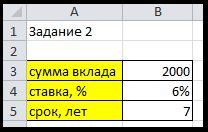 A B
1 Задание 2
2
3 сумма вклада 2000
4 ставка, % 6%
5 срок, лет 7